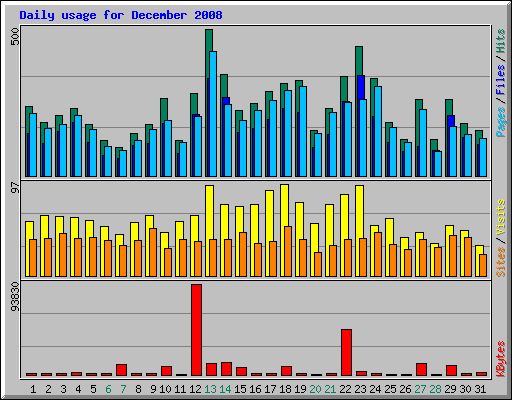 Daily usage for December 2008
500
97
93830
Pages / Files / Hits
Sites / Visits
KBytes
1 2 3 4 5 6 7 8 9 10 11 12 13 14 15 16 17 18 19 20 21 22 23 24 25 26 27 28 29 30 31